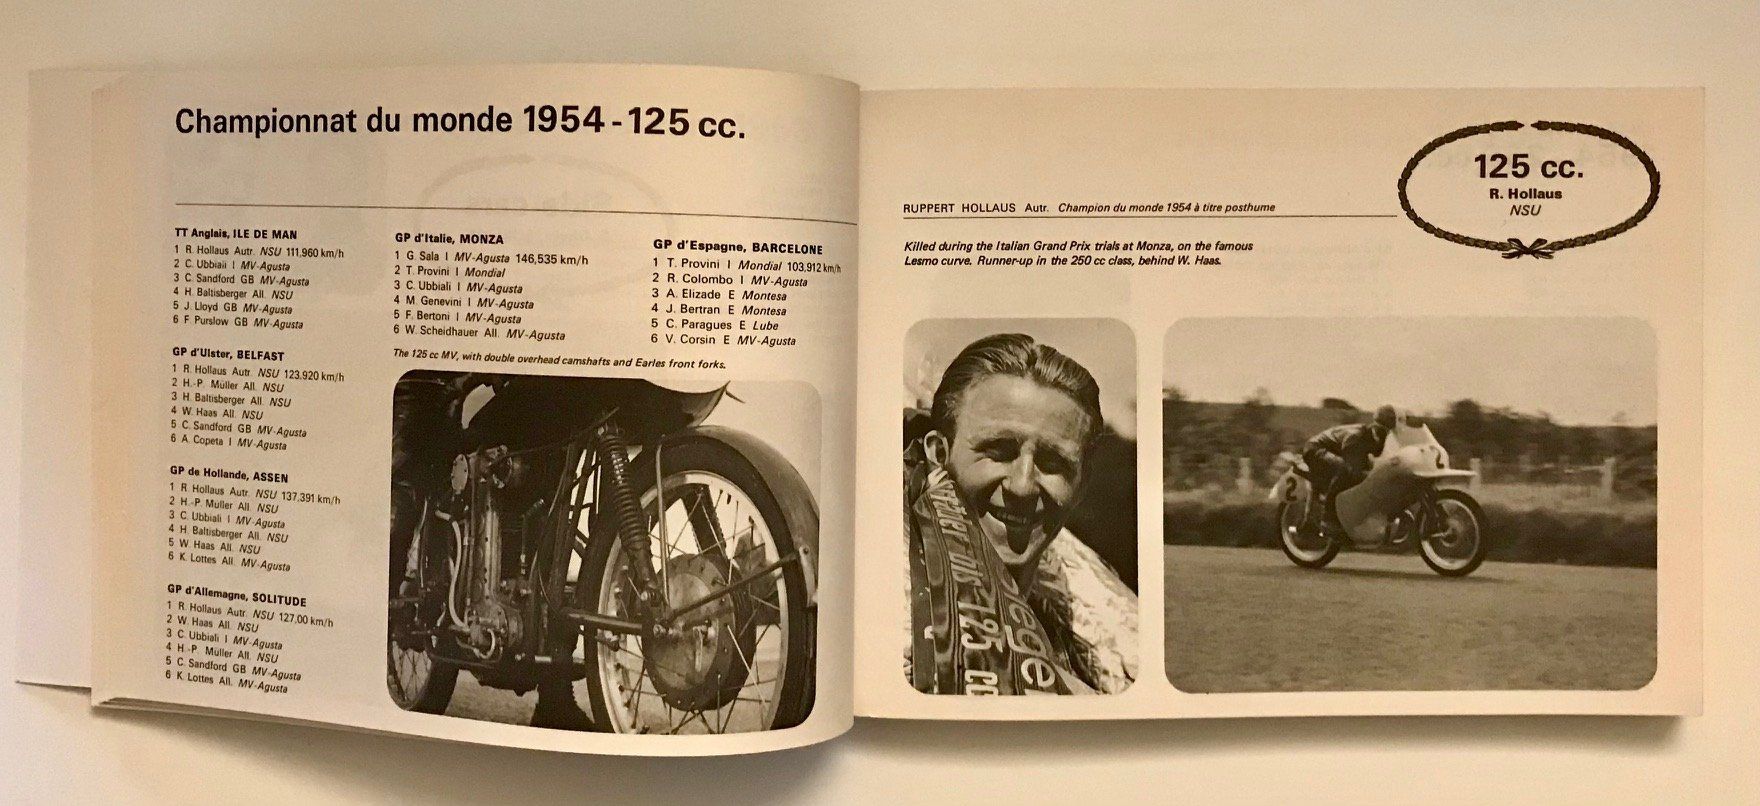 Championnat du monde 1954 - 125 cc.
TT Anglais, ILE DE MAN
1 R. Hollaus Autr. NSU 111,960 km/h
2 C. Ubbiali I MV-Agusta
3 C. Sandford GB MV-Agusta
4 H. Baltisberger All. NSU
5 J. Lloyd GB MV-Agusta
6 F. Purslow GB MV-Agusta
GP d'Ulster, BELFAST
1 R. Hollaus Autr. NSU 123,920 km/h
2 H.-P. Müller All. NSU
3 H. Baltisberger All. NSU
4 W. Haas All. NSU
5 C. Sandford GB MV-Agusta
6 A. Copeta I MV-Agusta
GP de Hollande, ASSEN
1 R. Hollaus Autr. NSU 137,391 km/h
2 H.-P. Müller All. NSU
3 C. Ubbiali I MV-Agusta
4 H. Baltisberger All. NSU
5 W. Haas All. NSU
6 K. Lottes All. MV-Agusta
GP d'Allemagne, SOLITUDE
1 R. Hollaus Autr. NSU 127,00 km/h
2 W. Haas All. NSU
3 C. Ubbiali I MV-Agusta
4 H.-P. Müller All. NSU
5 C. Sandford GB MV-Agusta
6 K. Lottes All. MV-Agusta
GP d'Italie, MONZA
1 G. Sala I MV-Agusta 146,535 km/h
2 T. Provini I Mondial
3 C. Ubbiali I MV-Agusta
4 M. Genevini I MV-Agusta
5 F. Bertoni I MV-Agusta
6 W. Scheidhauer All. MV-Agusta
GP d'Espagne, BARCELONE
1 T. Provini I Mondial 103,912 km/h
2 R. Colombo I MV-Agusta
3 A. Elizade E Montesa
4 J. Bertran E Montesa
5 C. Paragues E Lube
6 V. Corsin E MV-Agusta
The 125 cc MV, with double overhead camshafts and Earles front forks.
125 cc.
R. Hollaus
NSU
RUPPERT HOLLAUS Autr. Champion du monde 1954 à titre posthume
Killed during the Italian Grand Prix trials at Monza, on the famous
Lesmo curve. Runner-up in the 250 cc class, behind W. Haas.
125 cc
2
2